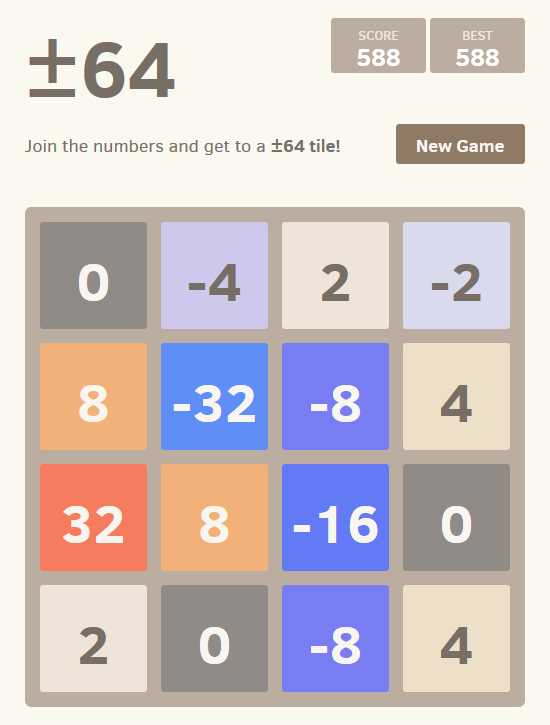 ±64
SCORE
588
BEST
588
Join the numbers and get to a ±64 tile!
New Game
0 -4 2 -2
8 -32 -8 4
32 8 -16 0
2 0 -8 4